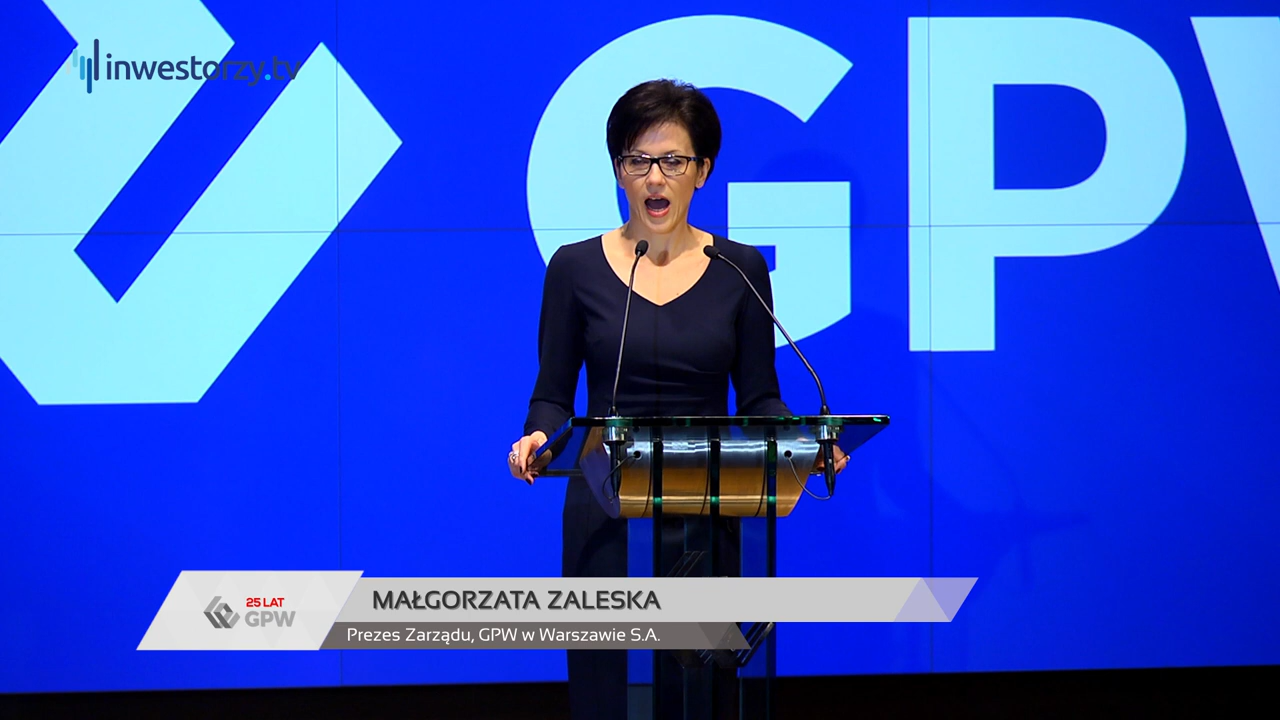 inwestorzy.tv
GPW
25 LAT
GPW
MAŁGORZATA ZALESKA
Prezes Zarządu, GPW w Warszawie S.A.